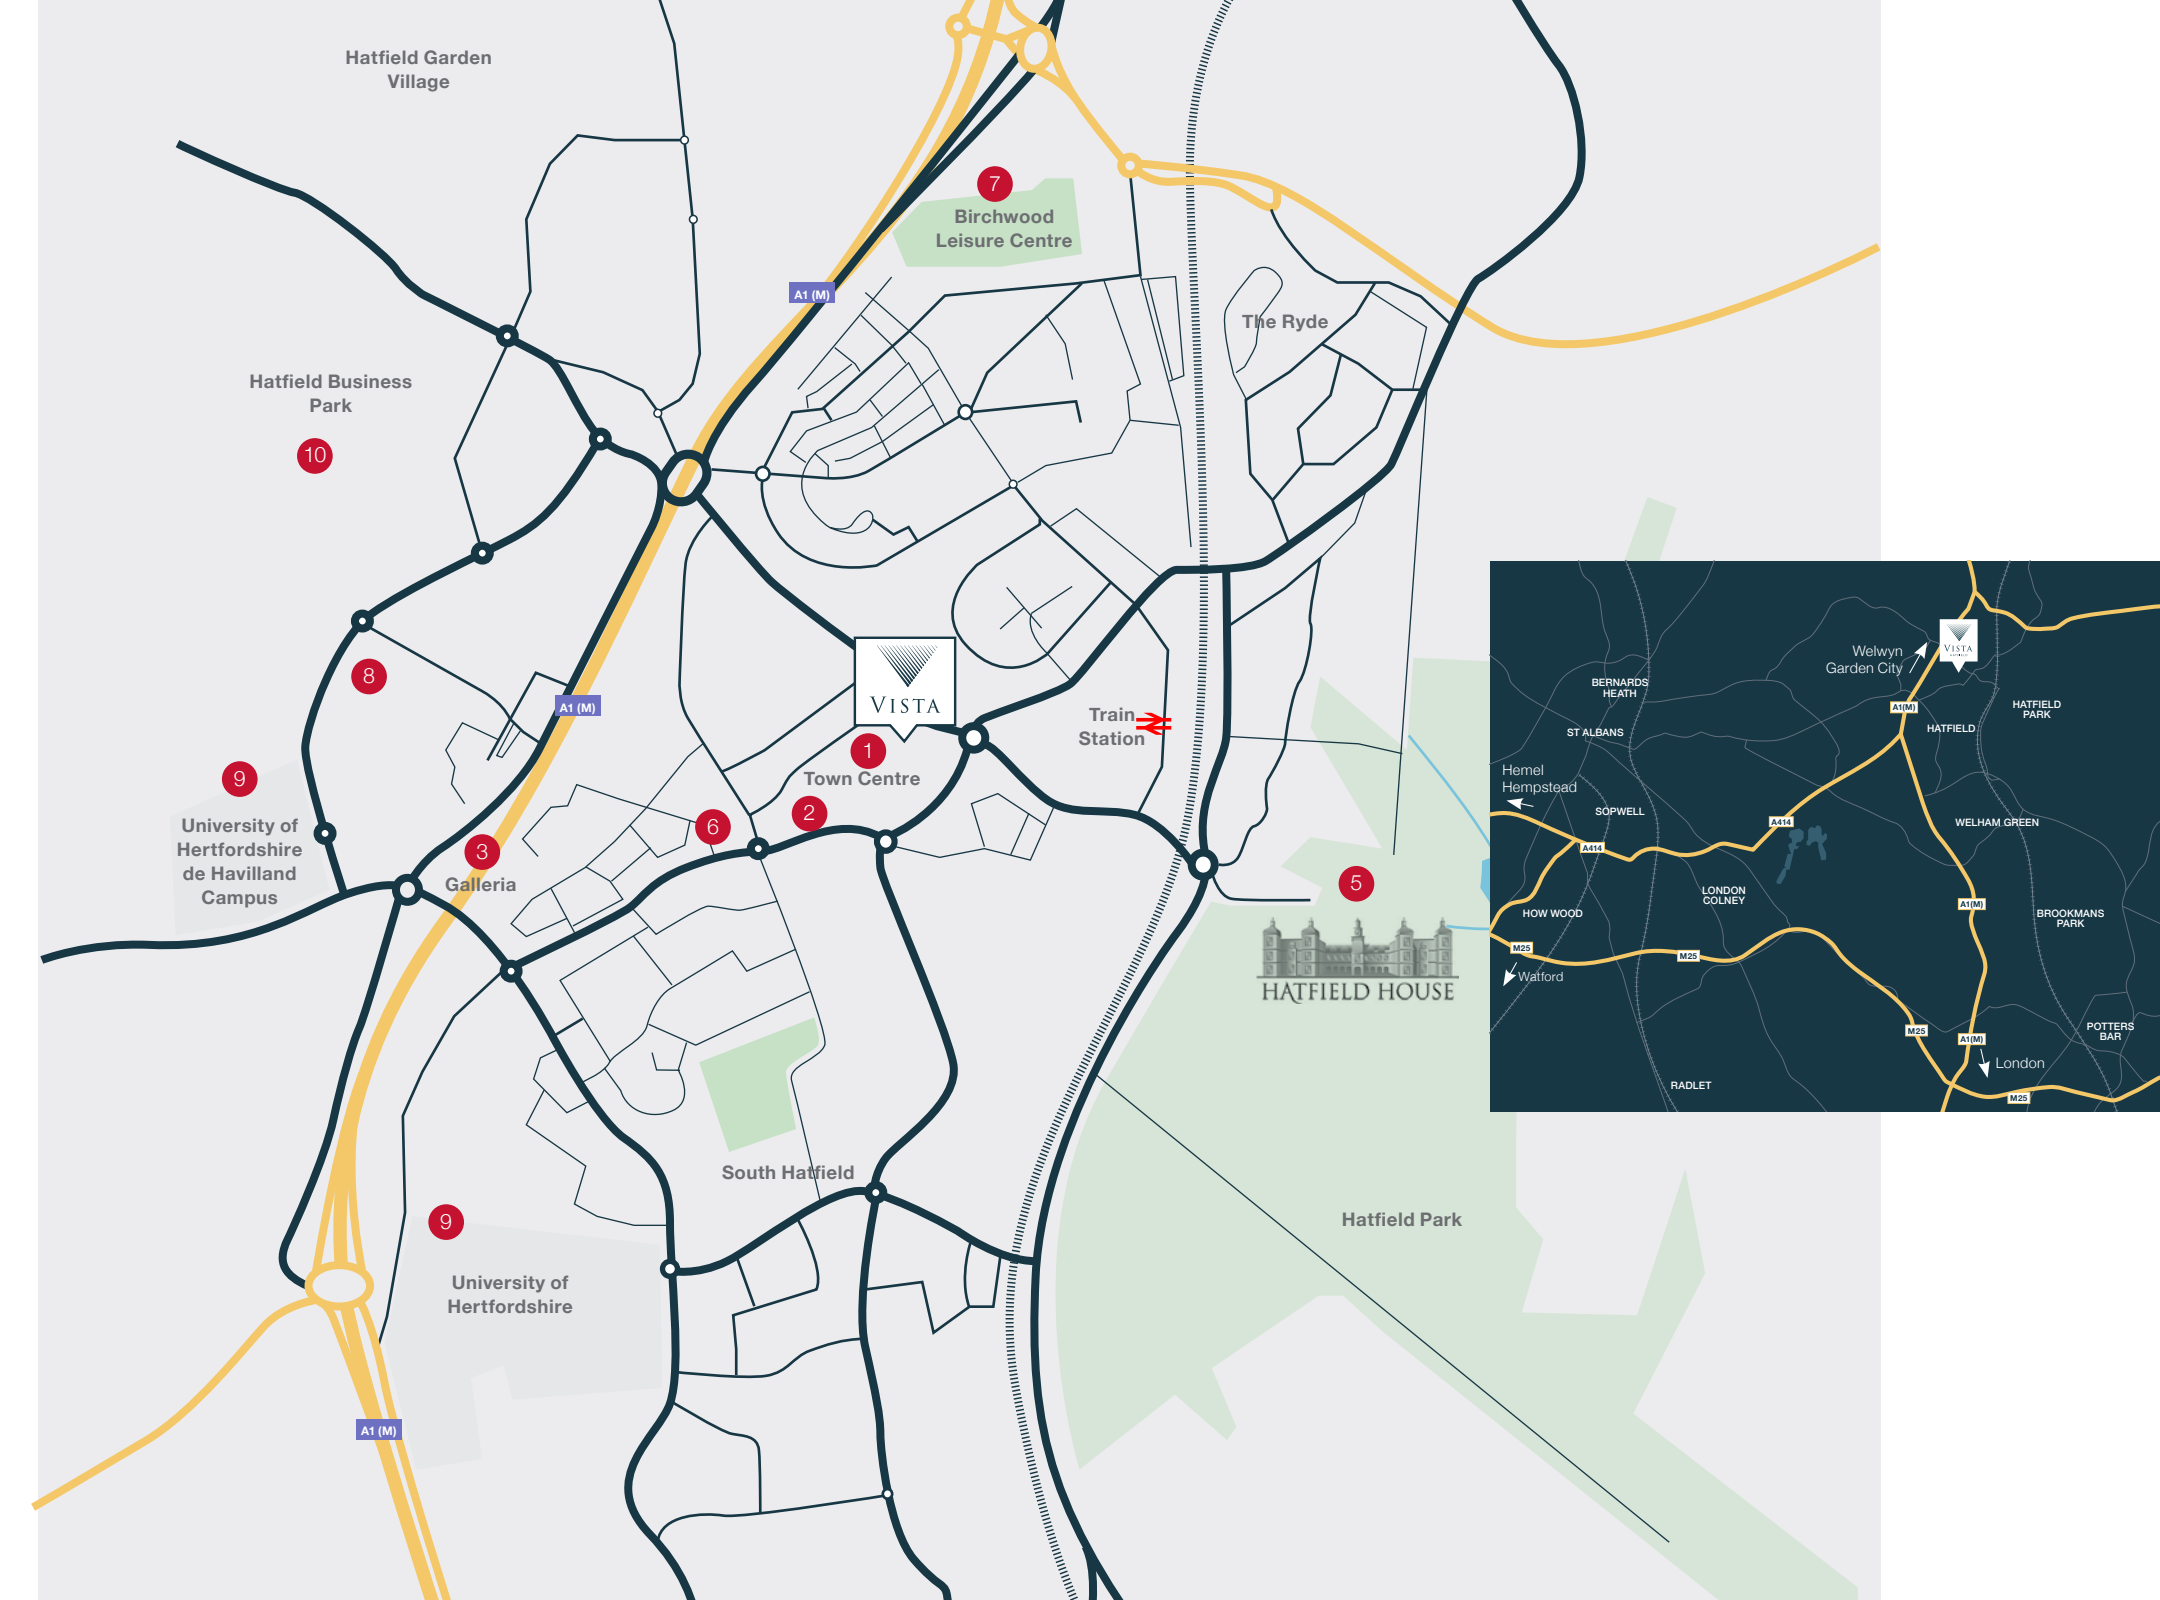 Hatfield Garden
Village
7
Birchwood
Leisure Centre
A1 (M)
The Ryde
Hatfield Business
Park
10
8
A1 (M)
VISTA
1
Town Centre
Train
Station
9
University of
Hertfordshire
de Havilland
Campus
2
6
3
Galleria
5
HATFIELD HOUSE
South Hatfield
Hatfield Park
9
University of
Hertfordshire
A1 (M)
Welwyn
Garden City
VISTA
BERNARDS
HEATH
A1(M)
HATFIELD
PARK
HATFIELD
ST ALBANS
Hemel
Hempstead
SOPWELL
A414
WELHAM GREEN
A414
LONDON
COLNEY
A1(M)
HOW WOOD
BROOKMANS
PARK
M25
M25
Watford
M25
A1(M)
POTTERS
BAR
London
RADLET
M25